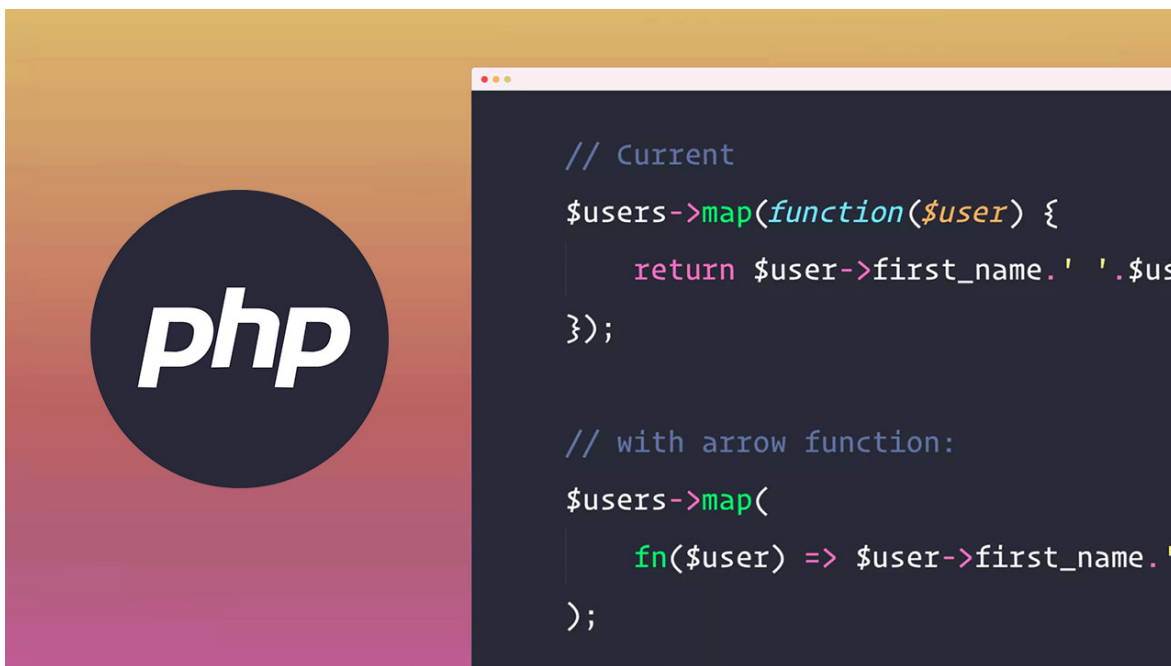 php
// Current
$users->map(function($user) {
return $user->first_name.' '.$us
});
// with arrow function:
$users->map(
fn($user) => $user->first_name.'
);